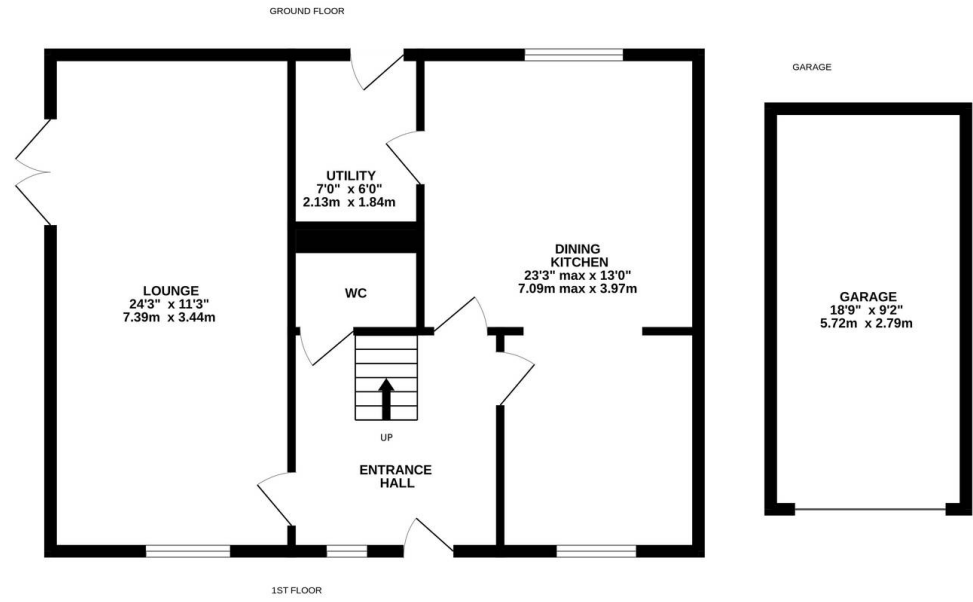 GROUND FLOOR
GARAGE
UTILITY
7'0" x 6'0"
2.13m x 1.84m
DINING
KITCHEN
23'3" max x 13'0"
7.09m max x 3.97m
LOUNGE
24'3" x 11'3"
7.39m x 3.44m
WC
GARAGE
18'9" x 9'2"
5.72m x 2.79m
UP
ENTRANCE
HALL
1ST FLOOR